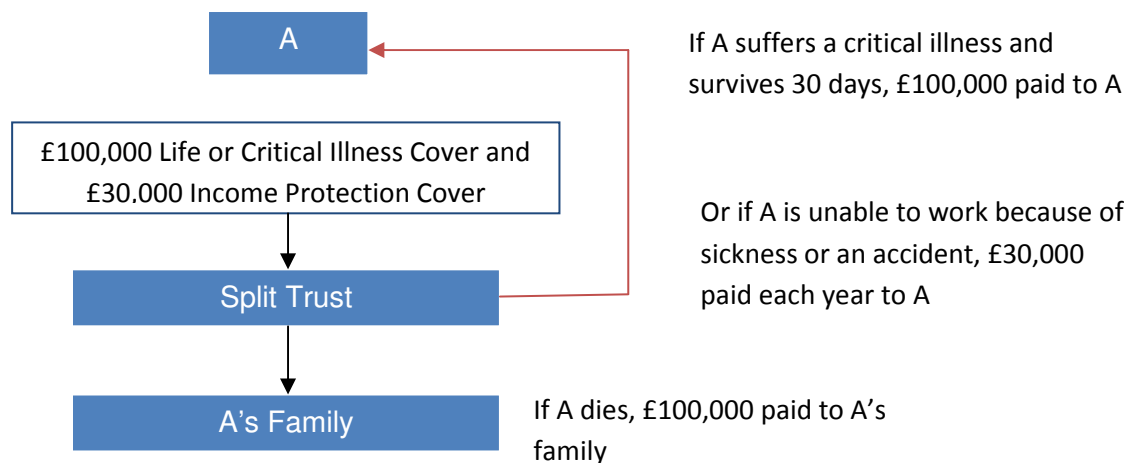 A
If A suffers a critical illness and
survives 30 days, £100,000 paid to A
£100,000 Life or Critical Illness Cover and
£30,000 Income Protection Cover
Or if A is unable to work because of
sickness or an accident, £30,000
paid each year to A
Split Trust
A’s Family
If A dies, £100,000 paid to A’s
family